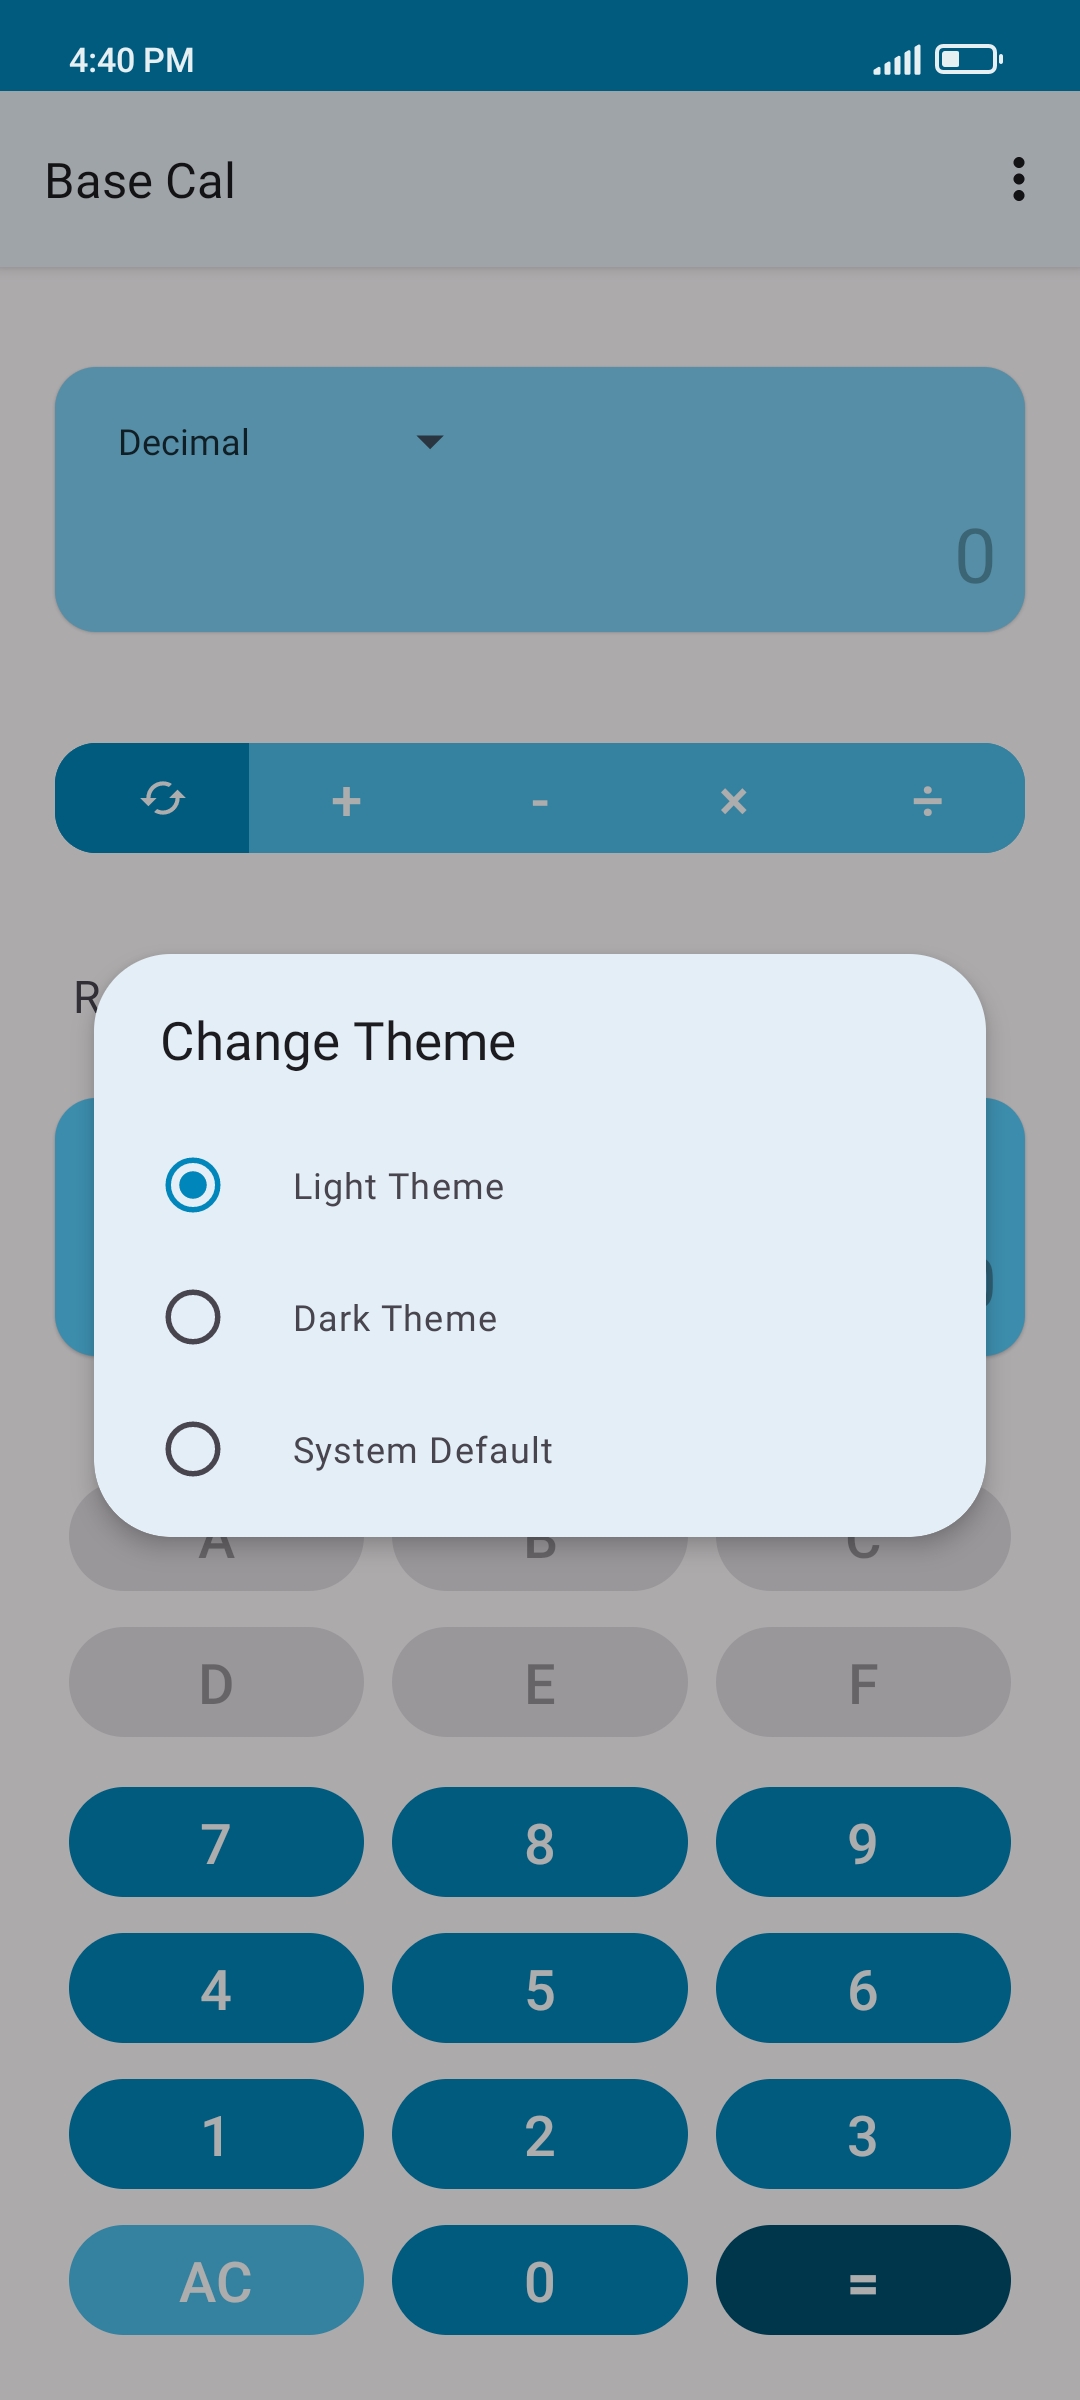 4:40 PM
Base Cal
Decimal
0
+ - × ÷
Change Theme
Light Theme
Dark Theme
System Default
A B C
D E F
7 8 9
4 5 6
1 2 3
AC 0 =